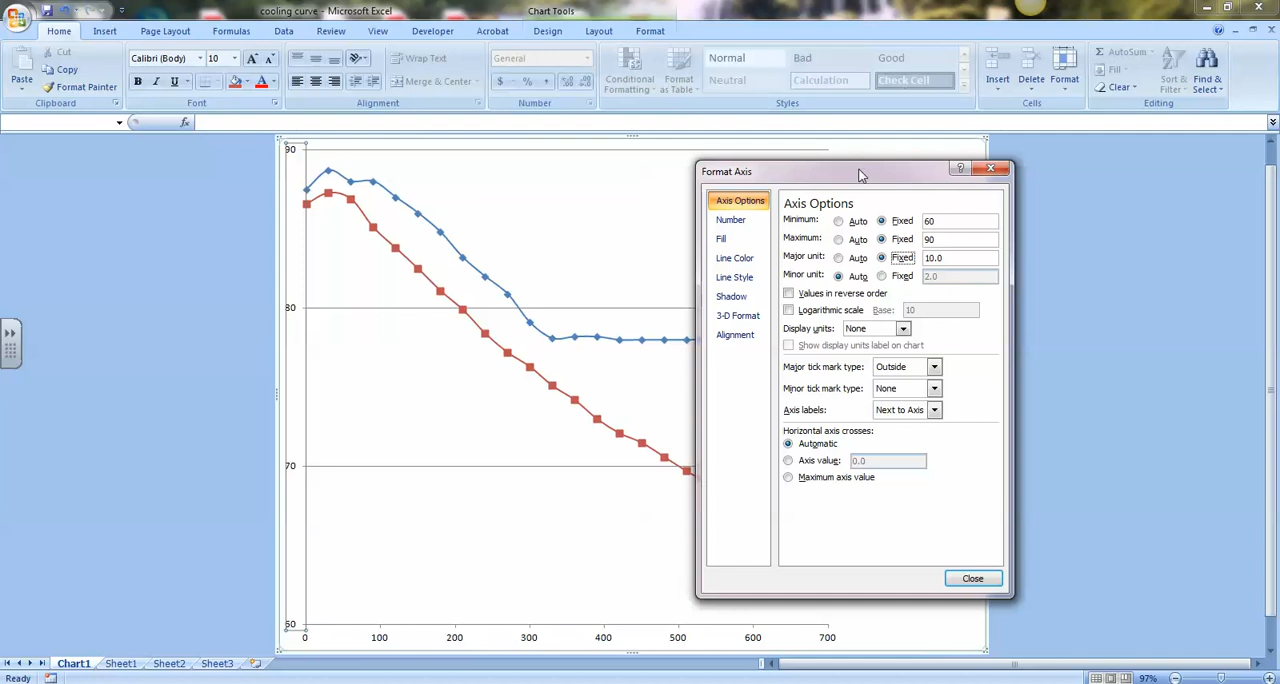 cooling curve - Microsoft Excel
Chart Tools
Home
Insert
Page Layout
Formulas
Data
Review
View
Developer
Acrobat
Design
Layout
Format
Paste
Cut
Copy
Format Painter
Clipboard
Calibri (Body)
10
B I U
Font
Wrap Text
Merge & Center
Alignment
General
$ % ,
Number
Conditional Formatting
Format as Table
Normal
Bad
Good
Neutral
Calculation
Check Cell
Styles
Insert
Delete
Format
Cells
AutoSum
Fill
Clear
Sort & Filter
Find & Select
Editing
fx
90
80
70
60
0
100
200
300
400
500
600
700
Format Axis
Axis Options
Number
Fill
Line Color
Line Style
Shadow
3-D Format
Alignment
Axis Options
Minimum: Auto Fixed 60
Maximum: Auto Fixed 90
Major unit: Auto Fixed 10.0
Minor unit: Auto Fixed 2.0
Values in reverse order
Logarithmic scale Base: 10
Display units: None
Show display units label on chart
Major tick mark type: Outside
Minor tick mark type: None
Axis labels: Next to Axis
Horizontal axis crosses:
Automatic
Axis value: 0.0
Maximum axis value
Close
Chart1
Sheet1
Sheet2
Sheet3
Ready
97%